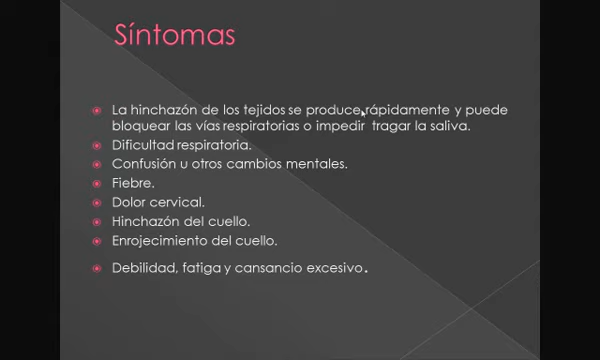 Síntomas
La hinchazón de los tejidos se produce rápidamente y puede
bloquear las vías respiratorias o impedir tragar la saliva.
Dificultad respiratoria.
Confusión u otros cambios mentales.
Fiebre.
Dolor cervical.
Hinchazón del cuello.
Enrojecimiento del cuello.
Debilidad, fatiga y cansancio excesivo.